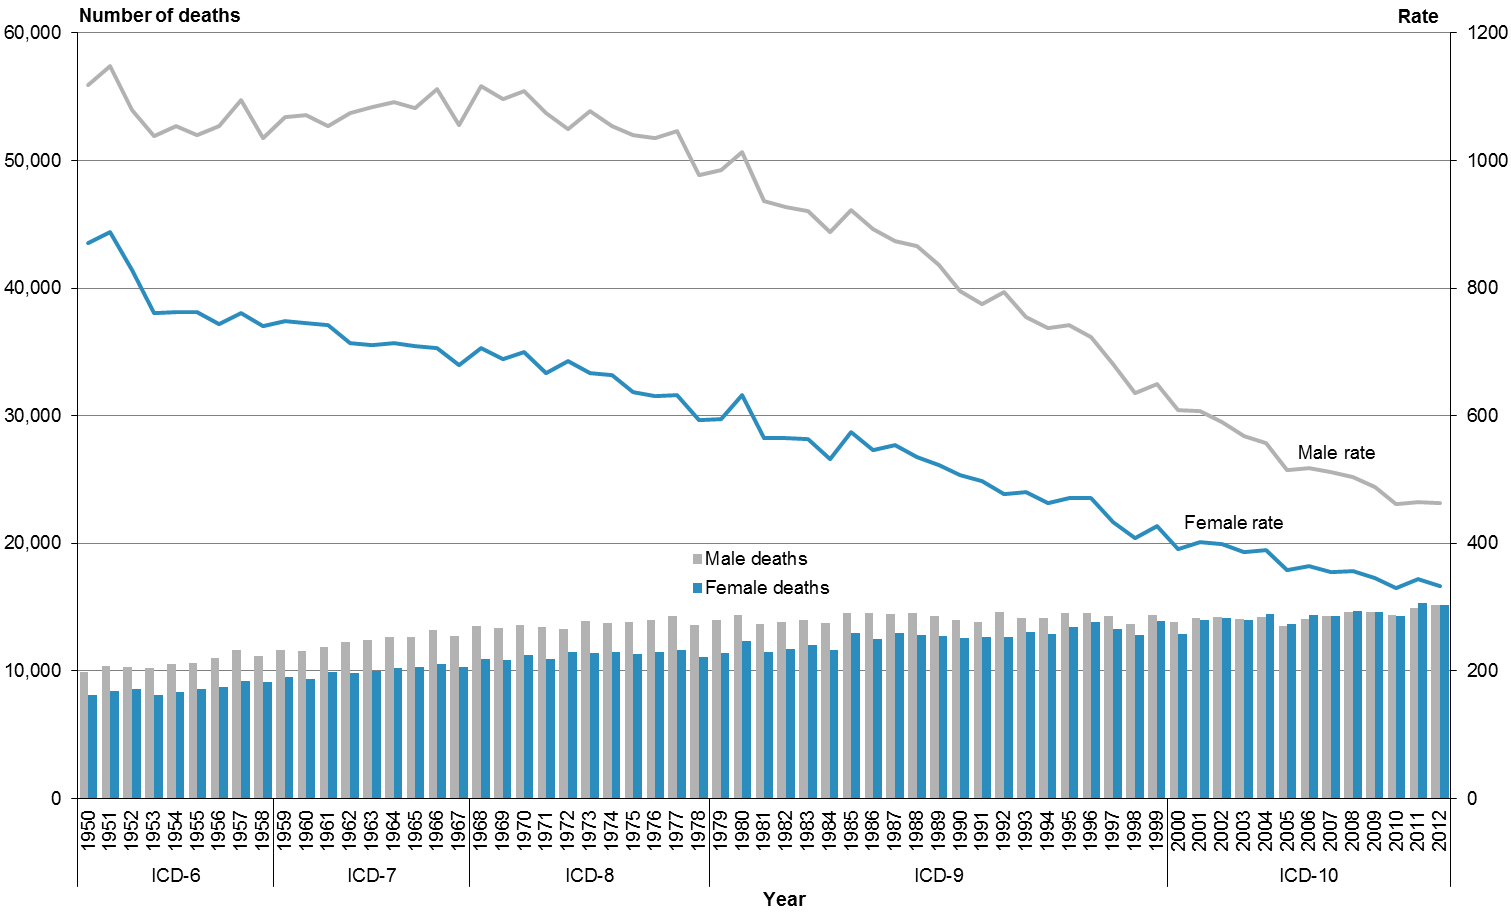 Number of deaths Rate
60,000 1200
50,000 1000
40,000 800
30,000 600
Male rate
Female rate
20,000 400
Male deaths
Female deaths
10,000 200
0 0
1950 1951 1952 1953 1954 1955 1956 1957 1958 1959 1960 1961 1962 1963 1964 1965 1966 1967 1968 1969 1970 1971 1972 1973 1974 1975 1976 1977 1978 1979 1980 1981 1982 1983 1984 1985 1986 1987 1988 1989 1990 1991 1992 1993 1994 1995 1996 1997 1998 1999 2000 2001 2002 2003 2004 2005 2006 2007 2008 2009 2010 2011 2012
ICD-6 ICD-7 ICD-8 ICD-9 ICD-10
Year